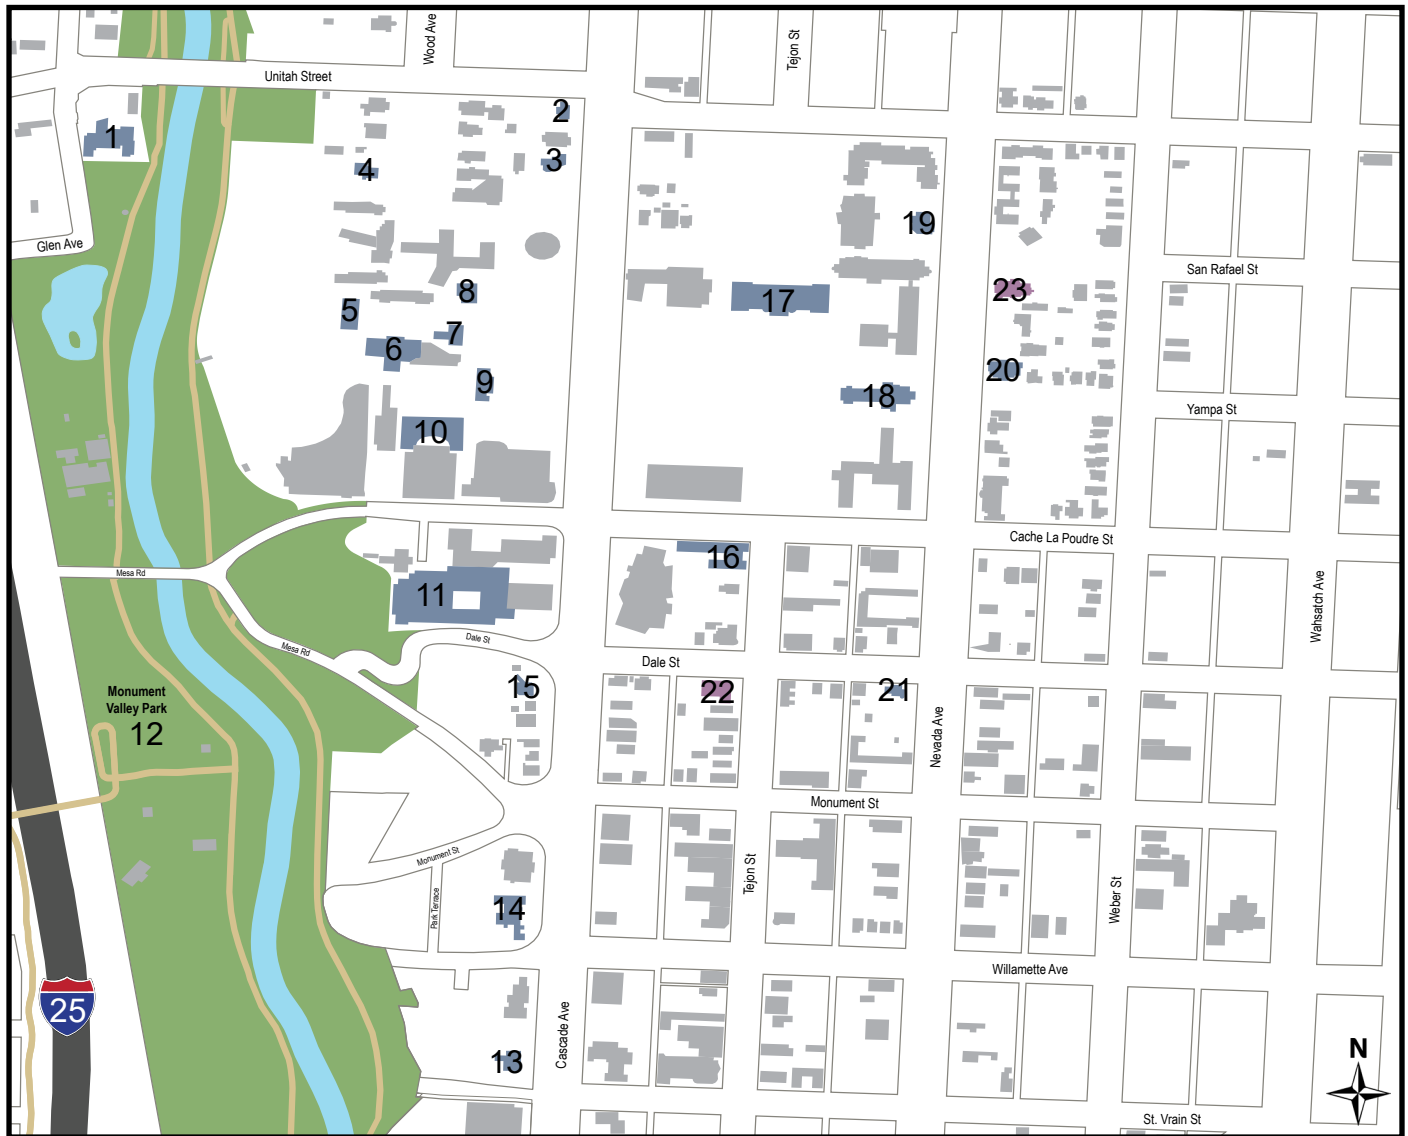 Wood Ave
Tejon St
Unitah Street
2
1
3
4
19
Glen Ave
San Rafael St
8
23
17
5
7
6
20
9
18
Yampa St
10
Cache La Poudre St
16
Mesa Rd
11
Wahsatch Ave
Dale St
Mesa Rd
Dale St
15
22
21
Monument
Valley Park
12
Nevada Ave
Monument St
Monument St
Tejon St
Weber St
Park Terrace
14
Willamette Ave
25
Cascade Ave
13
N
St. Vrain St